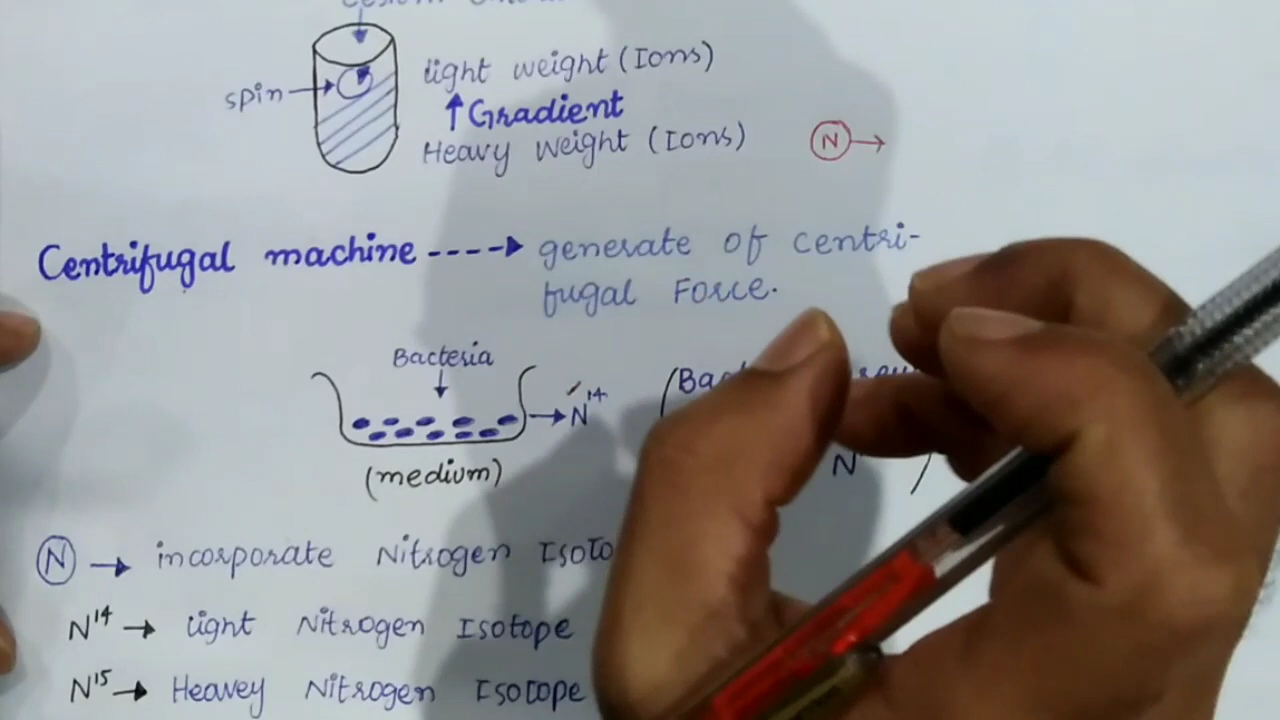 light weight (Ions)
spin
Gradient
Heavy weight (Ions)
N
Centrifugal machine generate of centri-
fugal Force.
Bacteria
N14
(medium)
N
N incorporate Nitrogen
N14 light Nitrogen Isotope
N15 Heavey Nitrogen Isotope